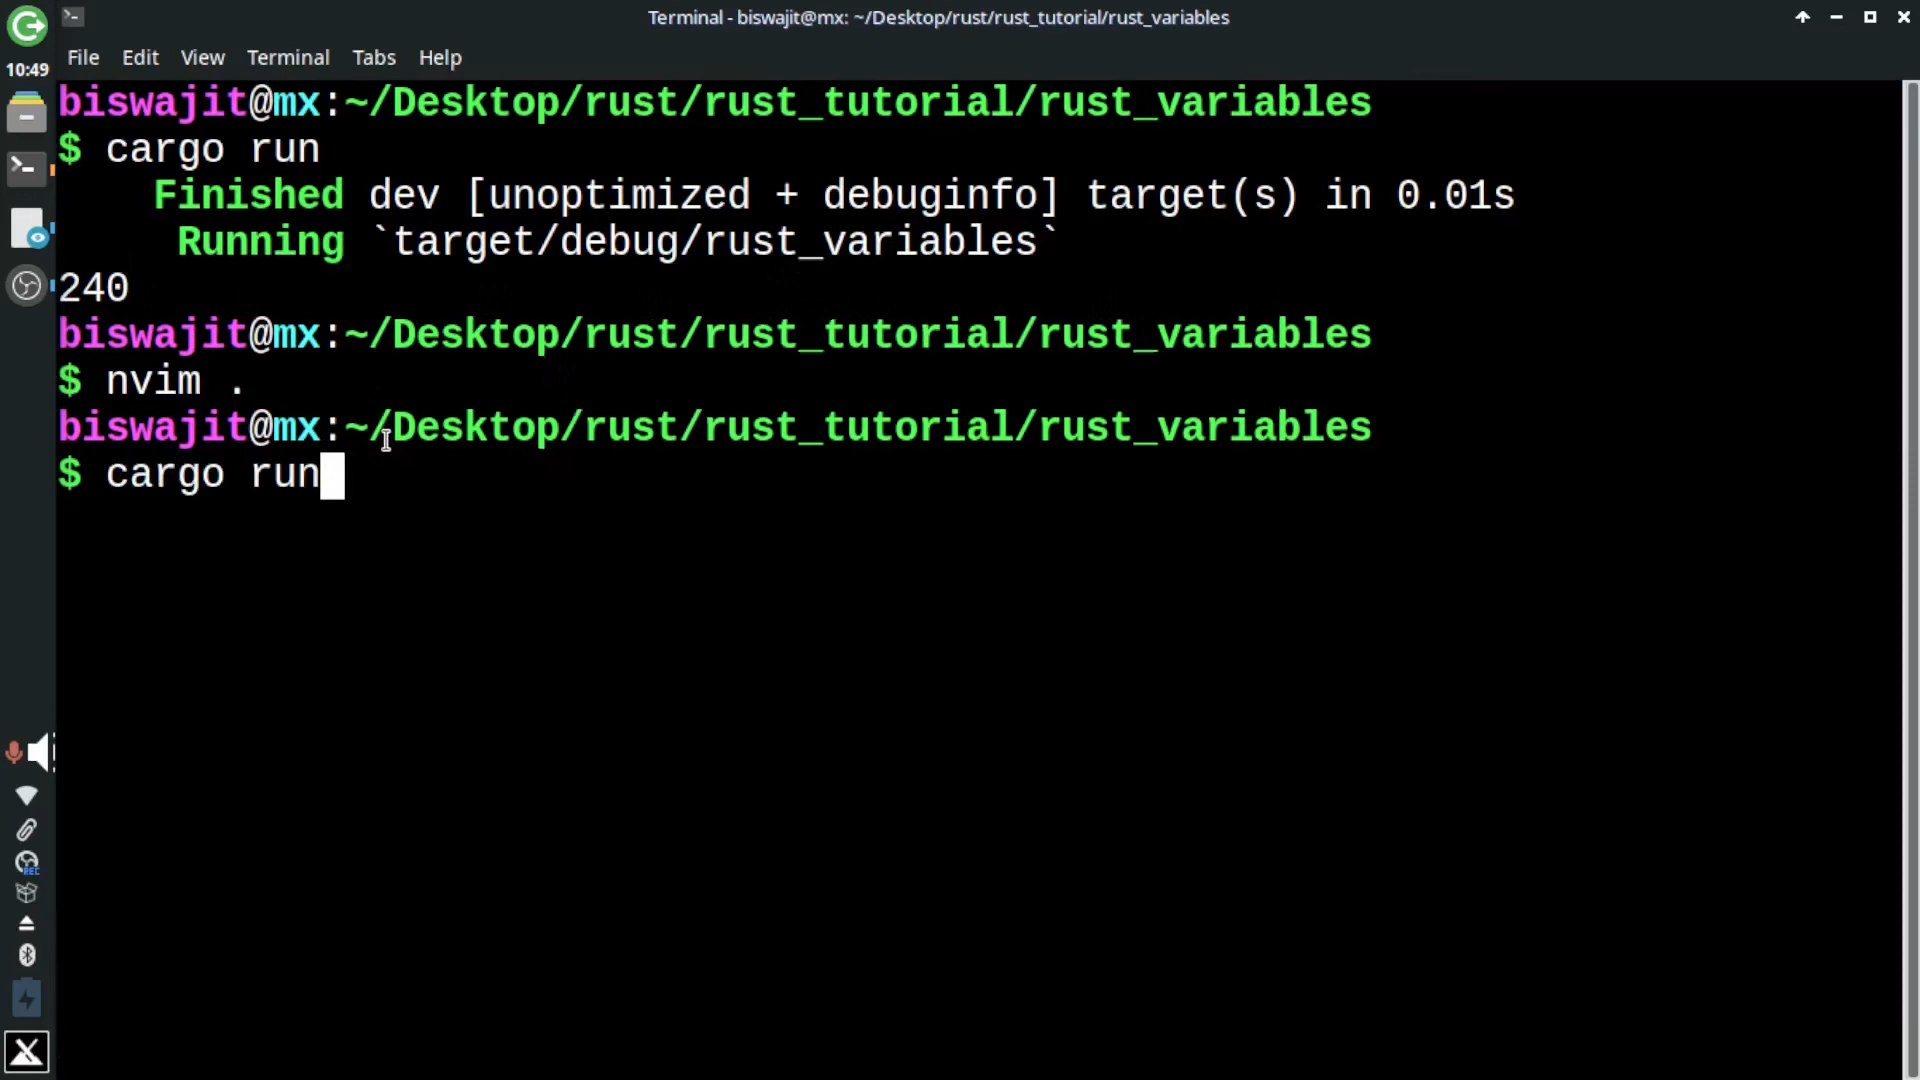 Terminal - biswajit@mx: ~/Desktop/rust/rust_tutorial/rust_variables
File Edit View Terminal Tabs Help
10:49
biswajit@mx:~/Desktop/rust/rust_tutorial/rust_variables
$ cargo run
Finished dev [unoptimized + debuginfo] target(s) in 0.01s
Running `target/debug/rust_variables`
240
biswajit@mx:~/Desktop/rust/rust_tutorial/rust_variables
$ nvim .
biswajit@mx:~/Desktop/rust/rust_tutorial/rust_variables
$ cargo run
REC